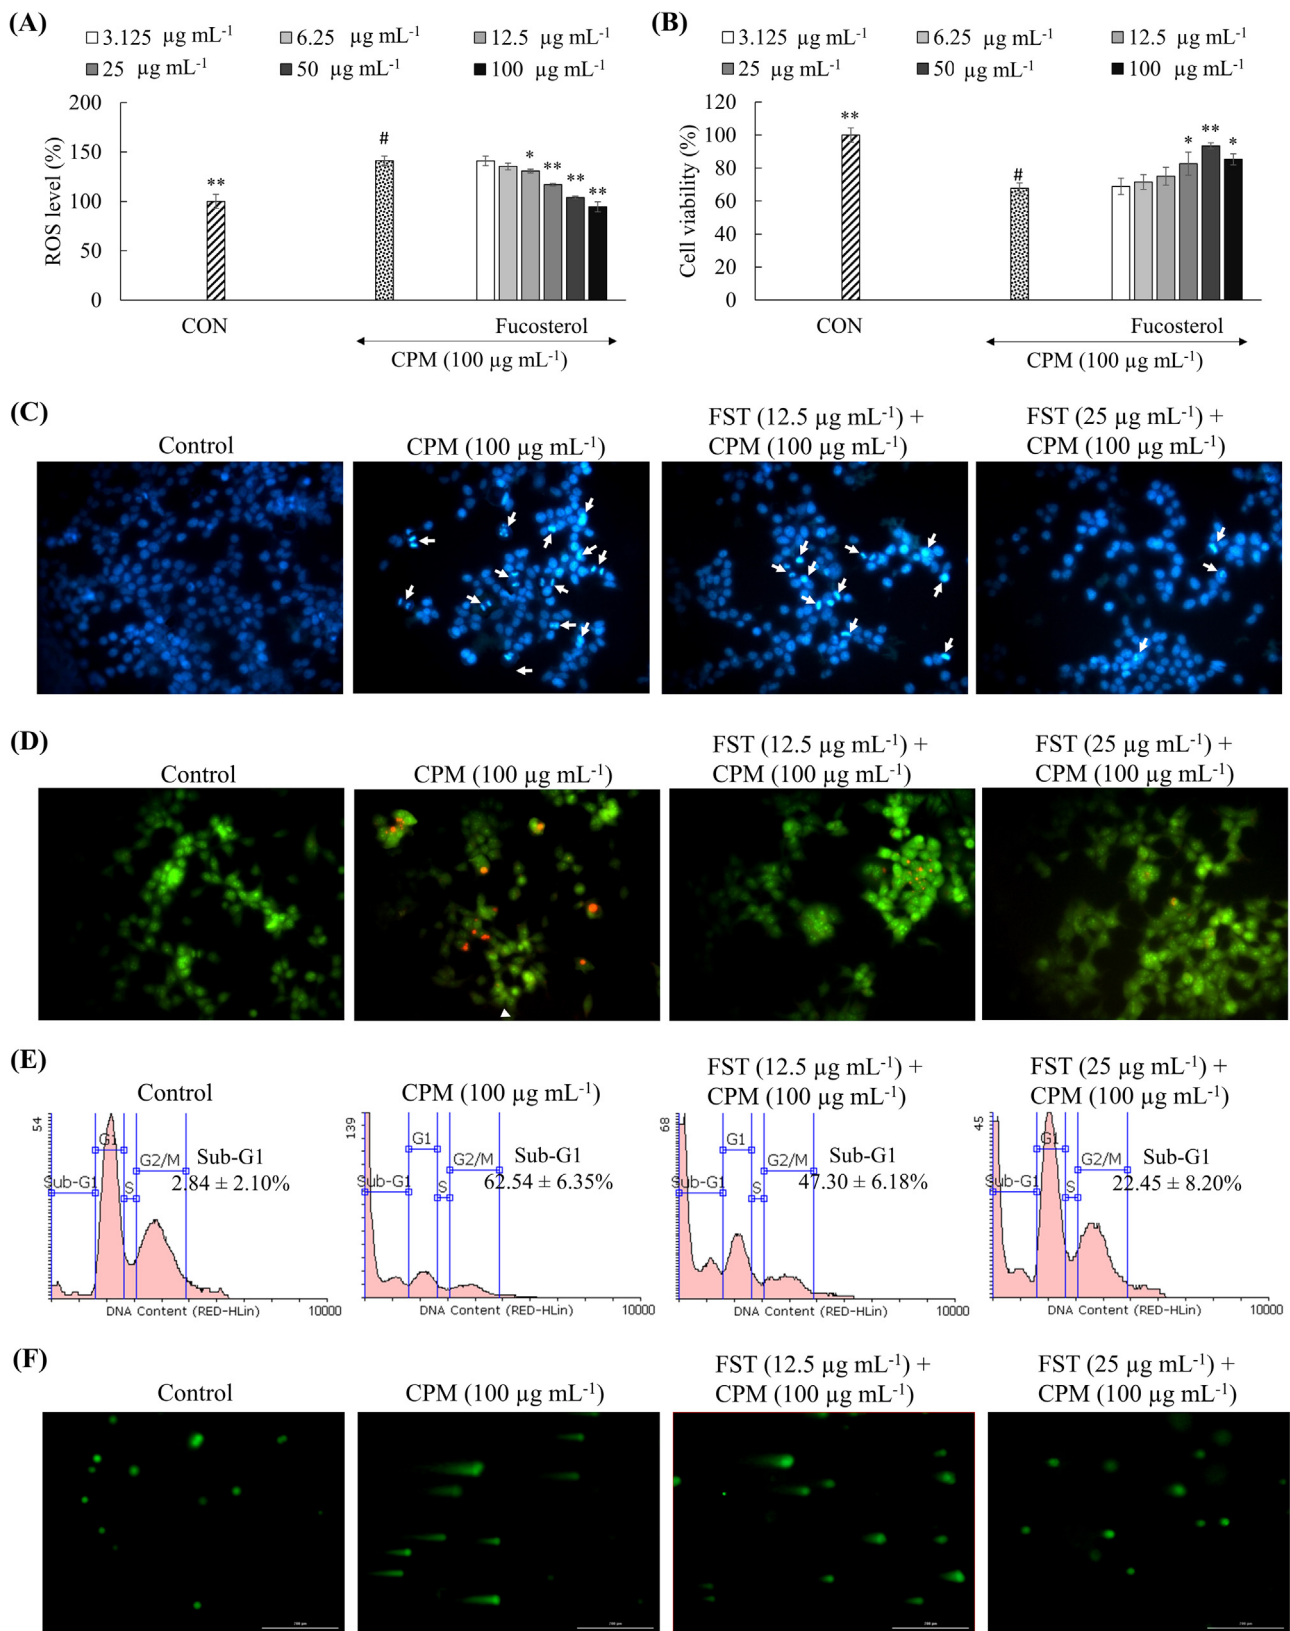 (A)
3.125 µg mL-1 6.25 µg mL-1 12.5 µg mL-1
25 µg mL-1 50 µg mL-1 100 µg mL-1
ROS level (%)
200
150
100
50
0
**
#
*
**
**
**
CON
Fucosterol
CPM (100 µg mL-1)
(B)
3.125 µg mL-1 6.25 µg mL-1 12.5 µg mL-1
25 µg mL-1 50 µg mL-1 100 µg mL-1
Cell viability (%)
120
100
80
60
40
20
0
**
#
*
**
*
CON
Fucosterol
CPM (100 µg mL-1)
(C)
Control
CPM (100 µg mL-1)
FST (12.5 µg mL-1) +
CPM (100 µg mL-1)
FST (25 µg mL-1) +
CPM (100 µg mL-1)
(D)
Control
CPM (100 µg mL-1)
FST (12.5 µg mL-1) +
CPM (100 µg mL-1)
FST (25 µg mL-1) +
CPM (100 µg mL-1)
(E)
Control
54
G1
G2/M
Sub-G1
S
Sub-G1
2.84 ± 2.10%
DNA Content (RED-HLin)
10000
CPM (100 µg mL-1)
139
G1
G2/M
Sub-G1
S
Sub-G1
62.54 ± 6.35%
DNA Content (RED-HLin)
10000
FST (12.5 µg mL-1) +
CPM (100 µg mL-1)
68
G1
G2/M
Sub-G1
S
Sub-G1
47.30 ± 6.18%
DNA Content (RED-HLin)
10000
FST (25 µg mL-1) +
CPM (100 µg mL-1)
45
G1
G2/M
Sub-G1
S
Sub-G1
22.45 ± 8.20%
DNA Content (RED-HLin)
10000
(F)
Control
CPM (100 µg mL-1)
FST (12.5 µg mL-1) +
CPM (100 µg mL-1)
FST (25 µg mL-1) +
CPM (100 µg mL-1)